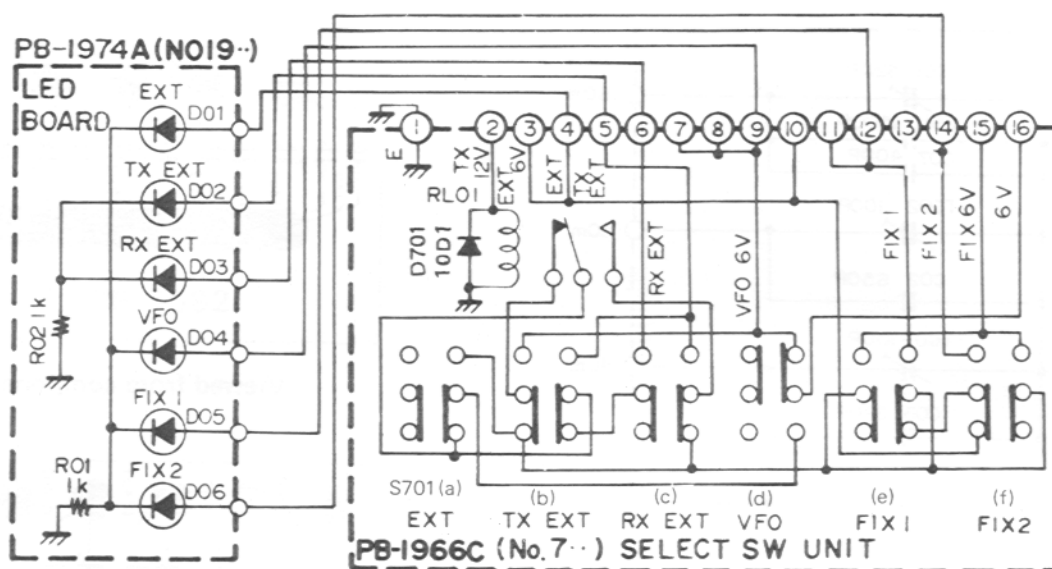 PB-1974A (NO19··)
LED
BOARD
EXT
D01
TX EXT
D02
RX EXT
D03
VFO
D04
FIX 1
D05
FIX2
D06
R02 1k
R01
1k
1 2 3 4 5 6 7 8 9 10 11 12 13 14 15 16
E
TX
12V
EXT
6V
EXT
TX
EXT
RX EXT
VFO 6V
FIX 1
FIX 2
FIX 6V
6 V
RL01
D701
10D1
S701 (a) (b) (c) (d) (e) (f)
EXT TX EXT RX EXT VFO FIX 1 FIX2
PB-1966C (No.7··) SELECT SW UNIT